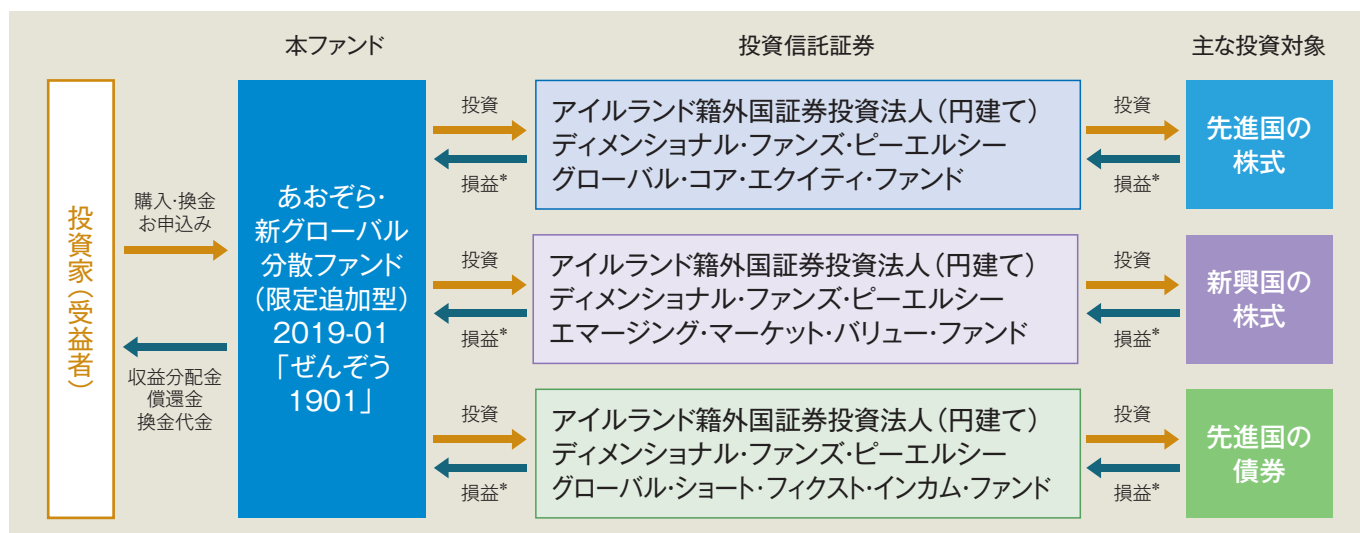 本ファンド
投資信託証券
主な投資対象
投資家(受益者)
購入・換金
お申込み
収益分配金
償還金
換金代金
あおぞら・
新グローバル
分散ファンド
(限定追加型)
2019-01
「ぜんぞう
1901」
投資
損益*
アイルランド籍外国証券投資法人(円建て)
ディメンショナル・ファンズ・ピーエルシー
グローバル・コア・エクイティ・ファンド
投資
損益*
先進国の
株式
投資
損益*
アイルランド籍外国証券投資法人(円建て)
ディメンショナル・ファンズ・ピーエルシー
エマージング・マーケット・バリュー・ファンド
投資
損益*
新興国の
株式
投資
損益*
アイルランド籍外国証券投資法人(円建て)
ディメンショナル・ファンズ・ピーエルシー
グローバル・ショート・フィクスト・インカム・ファンド
投資
損益*
先進国の
債券